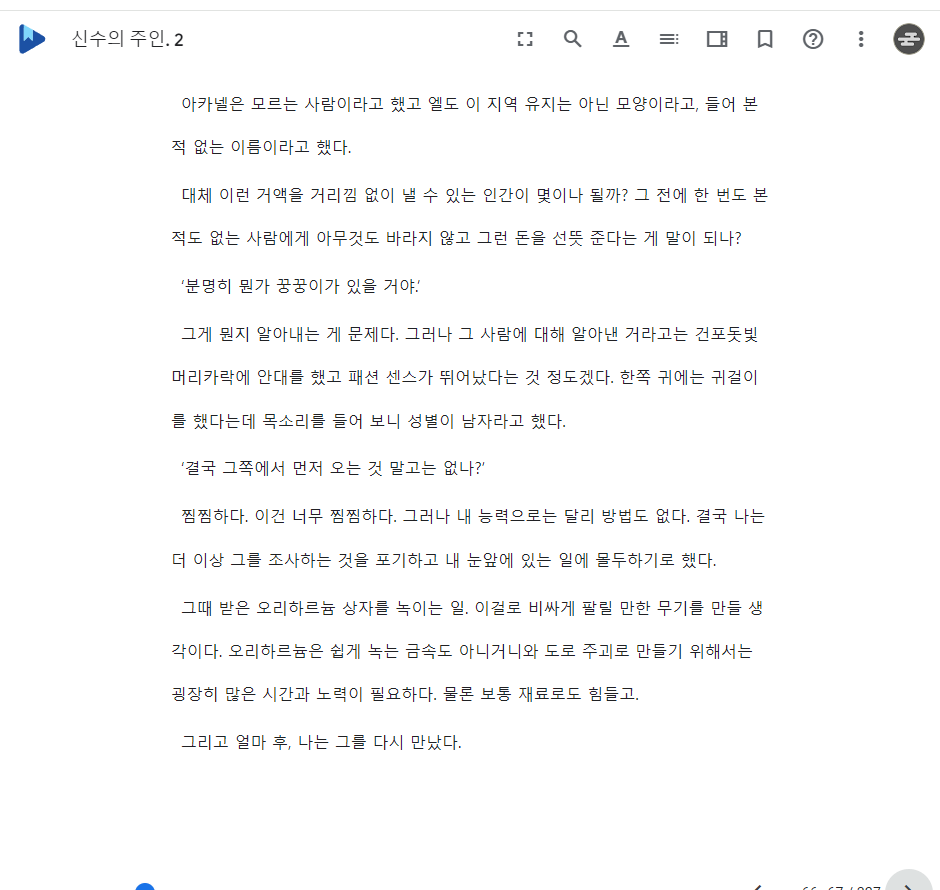 신수의 주인. 2
아카넬은 모르는 사람이라고 했고 엘도 이 지역 유지는 아닌 모양이라고, 들어 본
적 없는 이름이라고 했다.
대체 이런 거액을 거리낌 없이 낼 수 있는 인간이 몇이나 될까? 그 전에 한 번도 본
적도 없는 사람에게 아무것도 바라지 않고 그런 돈을 선뜻 준다는 게 말이 되나?
‘분명히 뭔가 꿍꿍이가 있을 거야.’
그게 뭔지 알아내는 게 문제다. 그러나 그 사람에 대해 알아낸 거라고는 건포돗빛
머리카락에 안대를 했고 패션 센스가 뛰어났다는 것 정도겠다. 한쪽 귀에는 귀걸이
를 했다는데 목소리를 들어 보니 성별이 남자라고 했다.
‘결국 그쪽에서 먼저 오는 것 말고는 없나?’
찜찜하다. 이건 너무 찜찜하다. 그러나 내 능력으로는 달리 방법도 없다. 결국 나는
더 이상 그를 조사하는 것을 포기하고 내 눈앞에 있는 일에 몰두하기로 했다.
그때 받은 오리하르늄 상자를 녹이는 일. 이걸로 비싸게 팔릴 만한 무기를 만들 생
각이다. 오리하르늄은 쉽게 녹는 금속도 아니거니와 도로 주괴로 만들기 위해서는
굉장히 많은 시간과 노력이 필요하다. 물론 보통 재료로도 힘들고.
그리고 얼마 후, 나는 그를 다시 만났다.